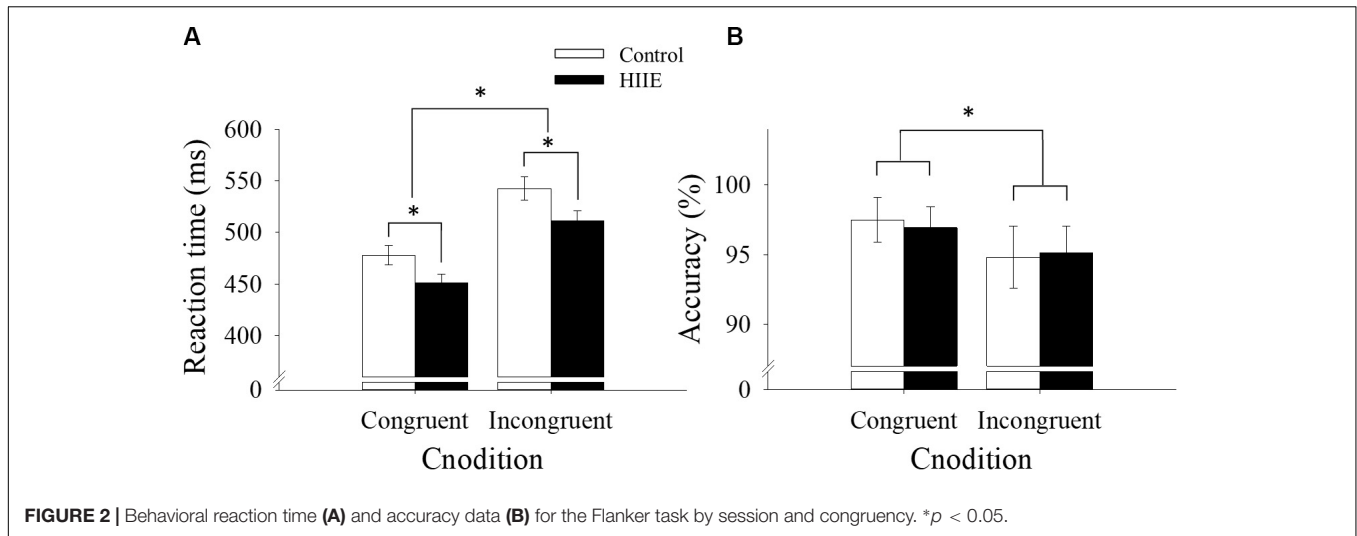 A
B
Control
HIIE
*
*
*
*
600
550
500
450
400
0
Reaction time (ms)
Congruent Incongruent
Cnodition
100
95
90
0
Accuracy (%)
Congruent Incongruent
Cnodition
FIGURE 2 | Behavioral reaction time (A) and accuracy data (B) for the Flanker task by session and congruency. *p < 0.05.